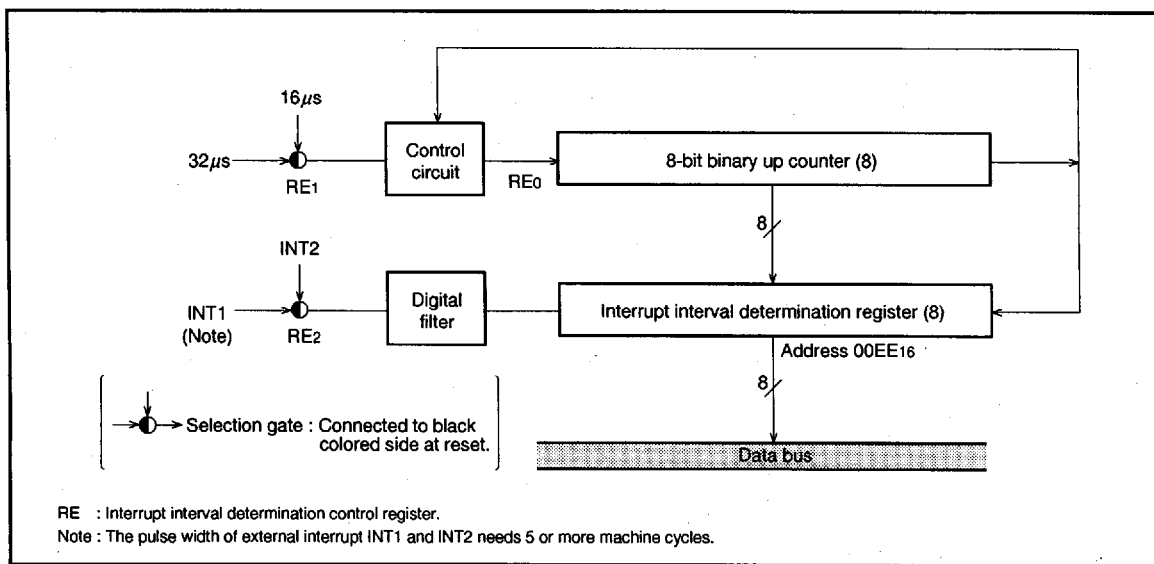 16μs
32μs
RE1
Control
circuit
RE0
8-bit binary up counter (8)
8
INT2
INT1
(Note)
RE2
Digital
filter
Interrupt interval determination register (8)
Address 00EE16
8
Selection gate : Connected to black
colored side at reset.
Data bus
RE : Interrupt interval determination control register.
Note : The pulse width of external interrupt INT1 and INT2 needs 5 or more machine cycles.